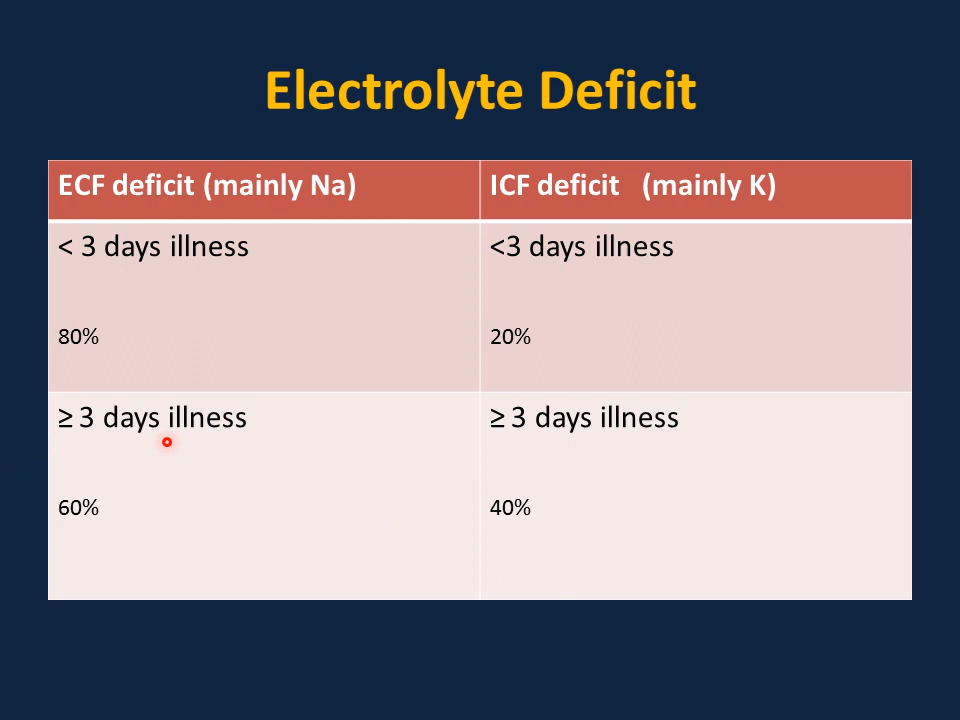 Electrolyte Deficit
ECF deficit (mainly Na)
ICF deficit (mainly K)
< 3 days illness
80%
<3 days illness
20%
≥ 3 days illness
60%
≥ 3 days illness
40%